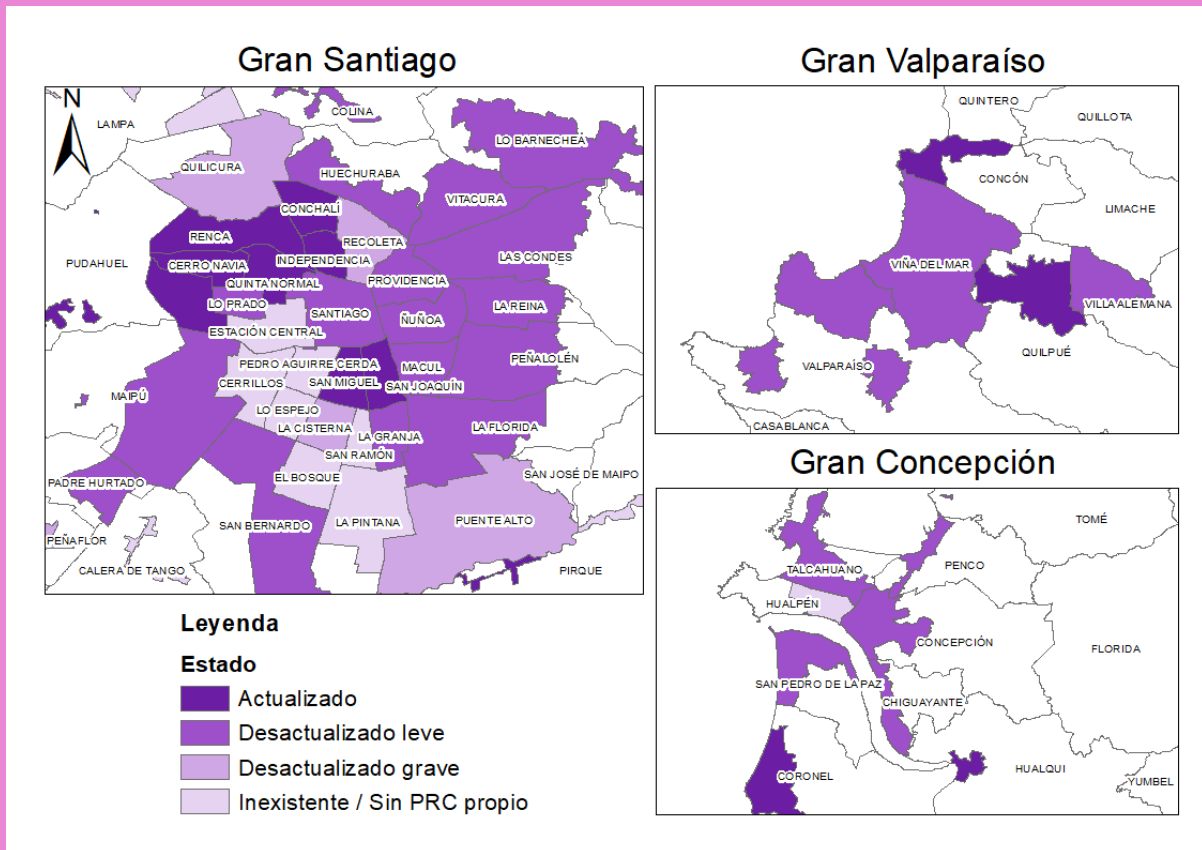 Gran Santiago
N
LAMPA
COLINA
LO BARNECHEÁ
QUILICURA
HUECHURABA
VITACURA
CONCHALÍ
RENCA
RECOLETA
LAS CONDES
PUDAHUEL
CERRO NAVIA
INDEPENDENCIA
PROVIDENCIA
QUINTA NORMAL
LO PRADO
SANTIAGO
ÑUÑOA
LA REINA
ESTACIÓN CENTRAL
PEÑALOLÉN
PEDRO AGUIRRE CERDA
MACUL
CERRILLOS
SAN MIGUEL
SAN JOAQUÍN
MAIPÚ
LO ESPEJO
LA CISTERNA
LA GRANJA
LA FLORIDA
SAN RAMÓN
SAN JOSÉ DE MAIPO
PADRE HURTADO
EL BOSQUE
SAN BERNARDO
LA PINTANA
PUENTE ALTO
PEÑAFLOR
CALERA DE TANGO
PIRQUE
Gran Valparaíso
QUINTERO
QUILLOTA
CONCÓN
LIMACHE
VIÑA DEL MAR
VILLA ALEMANA
QUILPUÉ
VALPARAÍSO
CASABLANCA
Gran Concepción
TOMÉ
TALCAHUANO
PENCO
HUALPÉN
CONCEPCIÓN
FLORIDA
SAN PEDRO DE LA PAZ
CHIGUAYANTE
CORONEL
HUALQUI
YUMBEL
Leyenda
Estado
Actualizado
Desactualizado leve
Desactualizado grave
Inexistente / Sin PRC propio